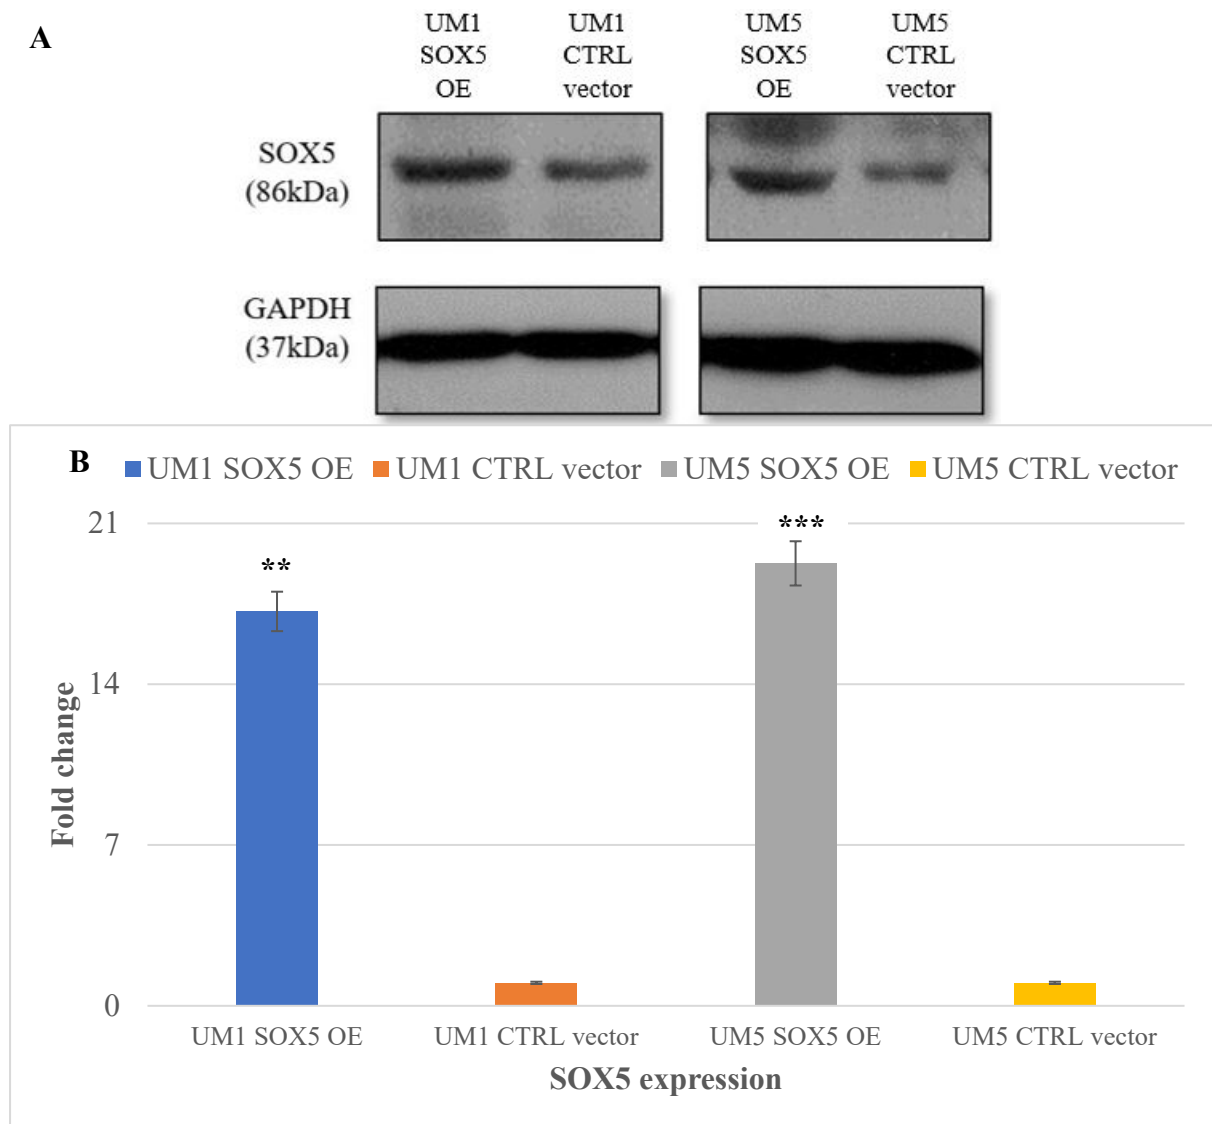 A
UM1
SOX5
OE
UM1
CTRL
vector
UM5
SOX5
OE
UM5
CTRL
vector
SOX5
(86kDa)
GAPDH
(37kDa)
B
UM1 SOX5 OE
UM1 CTRL vector
UM5 SOX5 OE
UM5 CTRL vector
21
14
7
0
Fold change
**
***
UM1 SOX5 OE
UM1 CTRL vector
UM5 SOX5 OE
UM5 CTRL vector
SOX5 expression